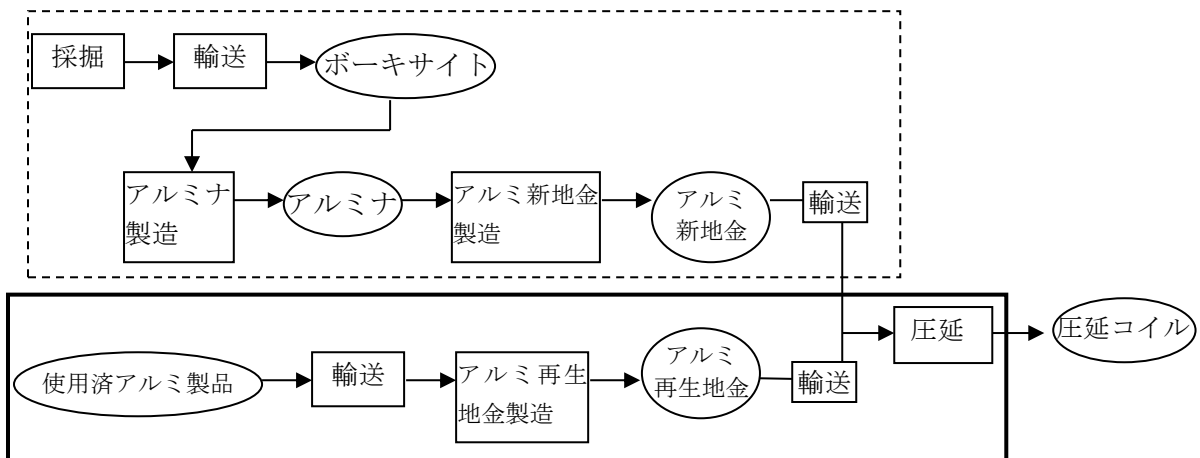 採掘
輸送
ボーキサイト
アルミナ
製造
アルミナ
アルミ新地金
製造
アルミ
新地金
輸送
使用済アルミ製品
輸送
アルミ再生
地金製造
アルミ
再生地金
輸送
圧延
圧延コイル